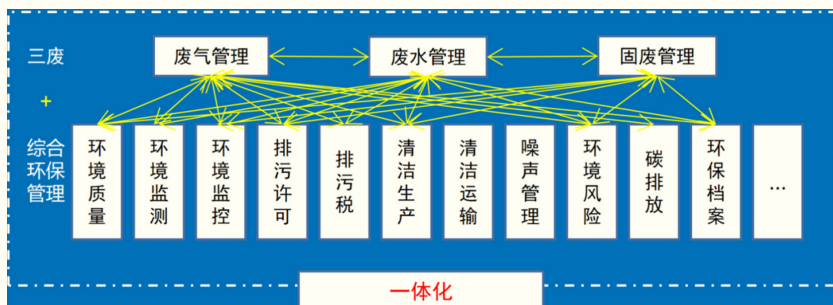 三废
废气管理
废水管理
固废管理
+
综合
环保
管理
环境质量
环境监测
环境监控
排污许可
排污税
清洁生产
清洁运输
噪声管理
环境风险
碳排放
环保档案
...
一体化